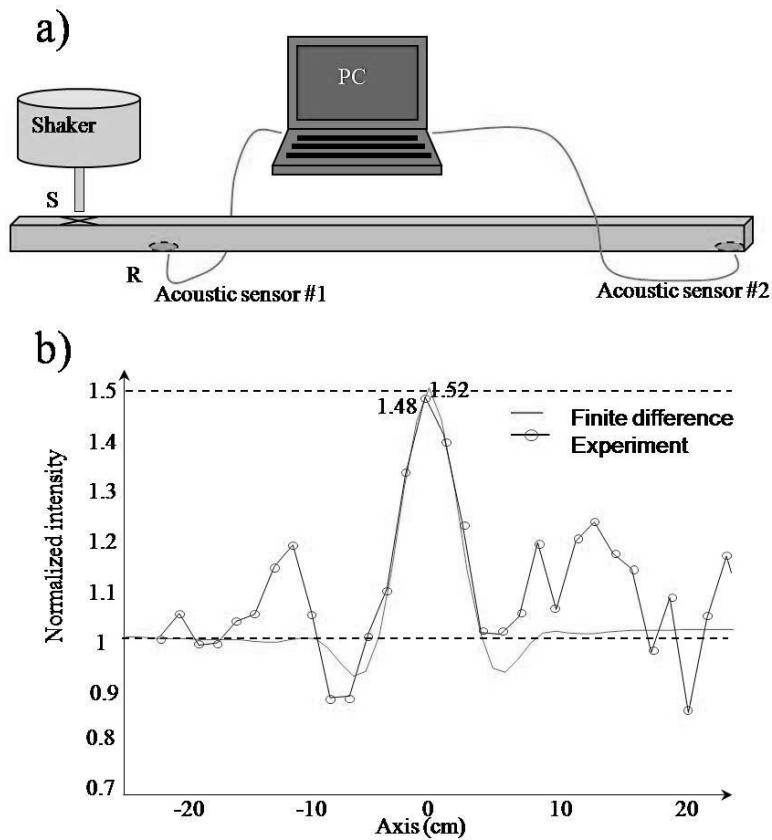 a)
PC
Shaker
S
R
Acoustic sensor #1
Acoustic sensor #2
b)
1.5
1.52
1.48
Finite difference
Experiment
1.4
1.3
1.2
1.1
1
0.9
0.8
0.7
Normalized intensity
-20
-10
0
10
20
Axis (cm)